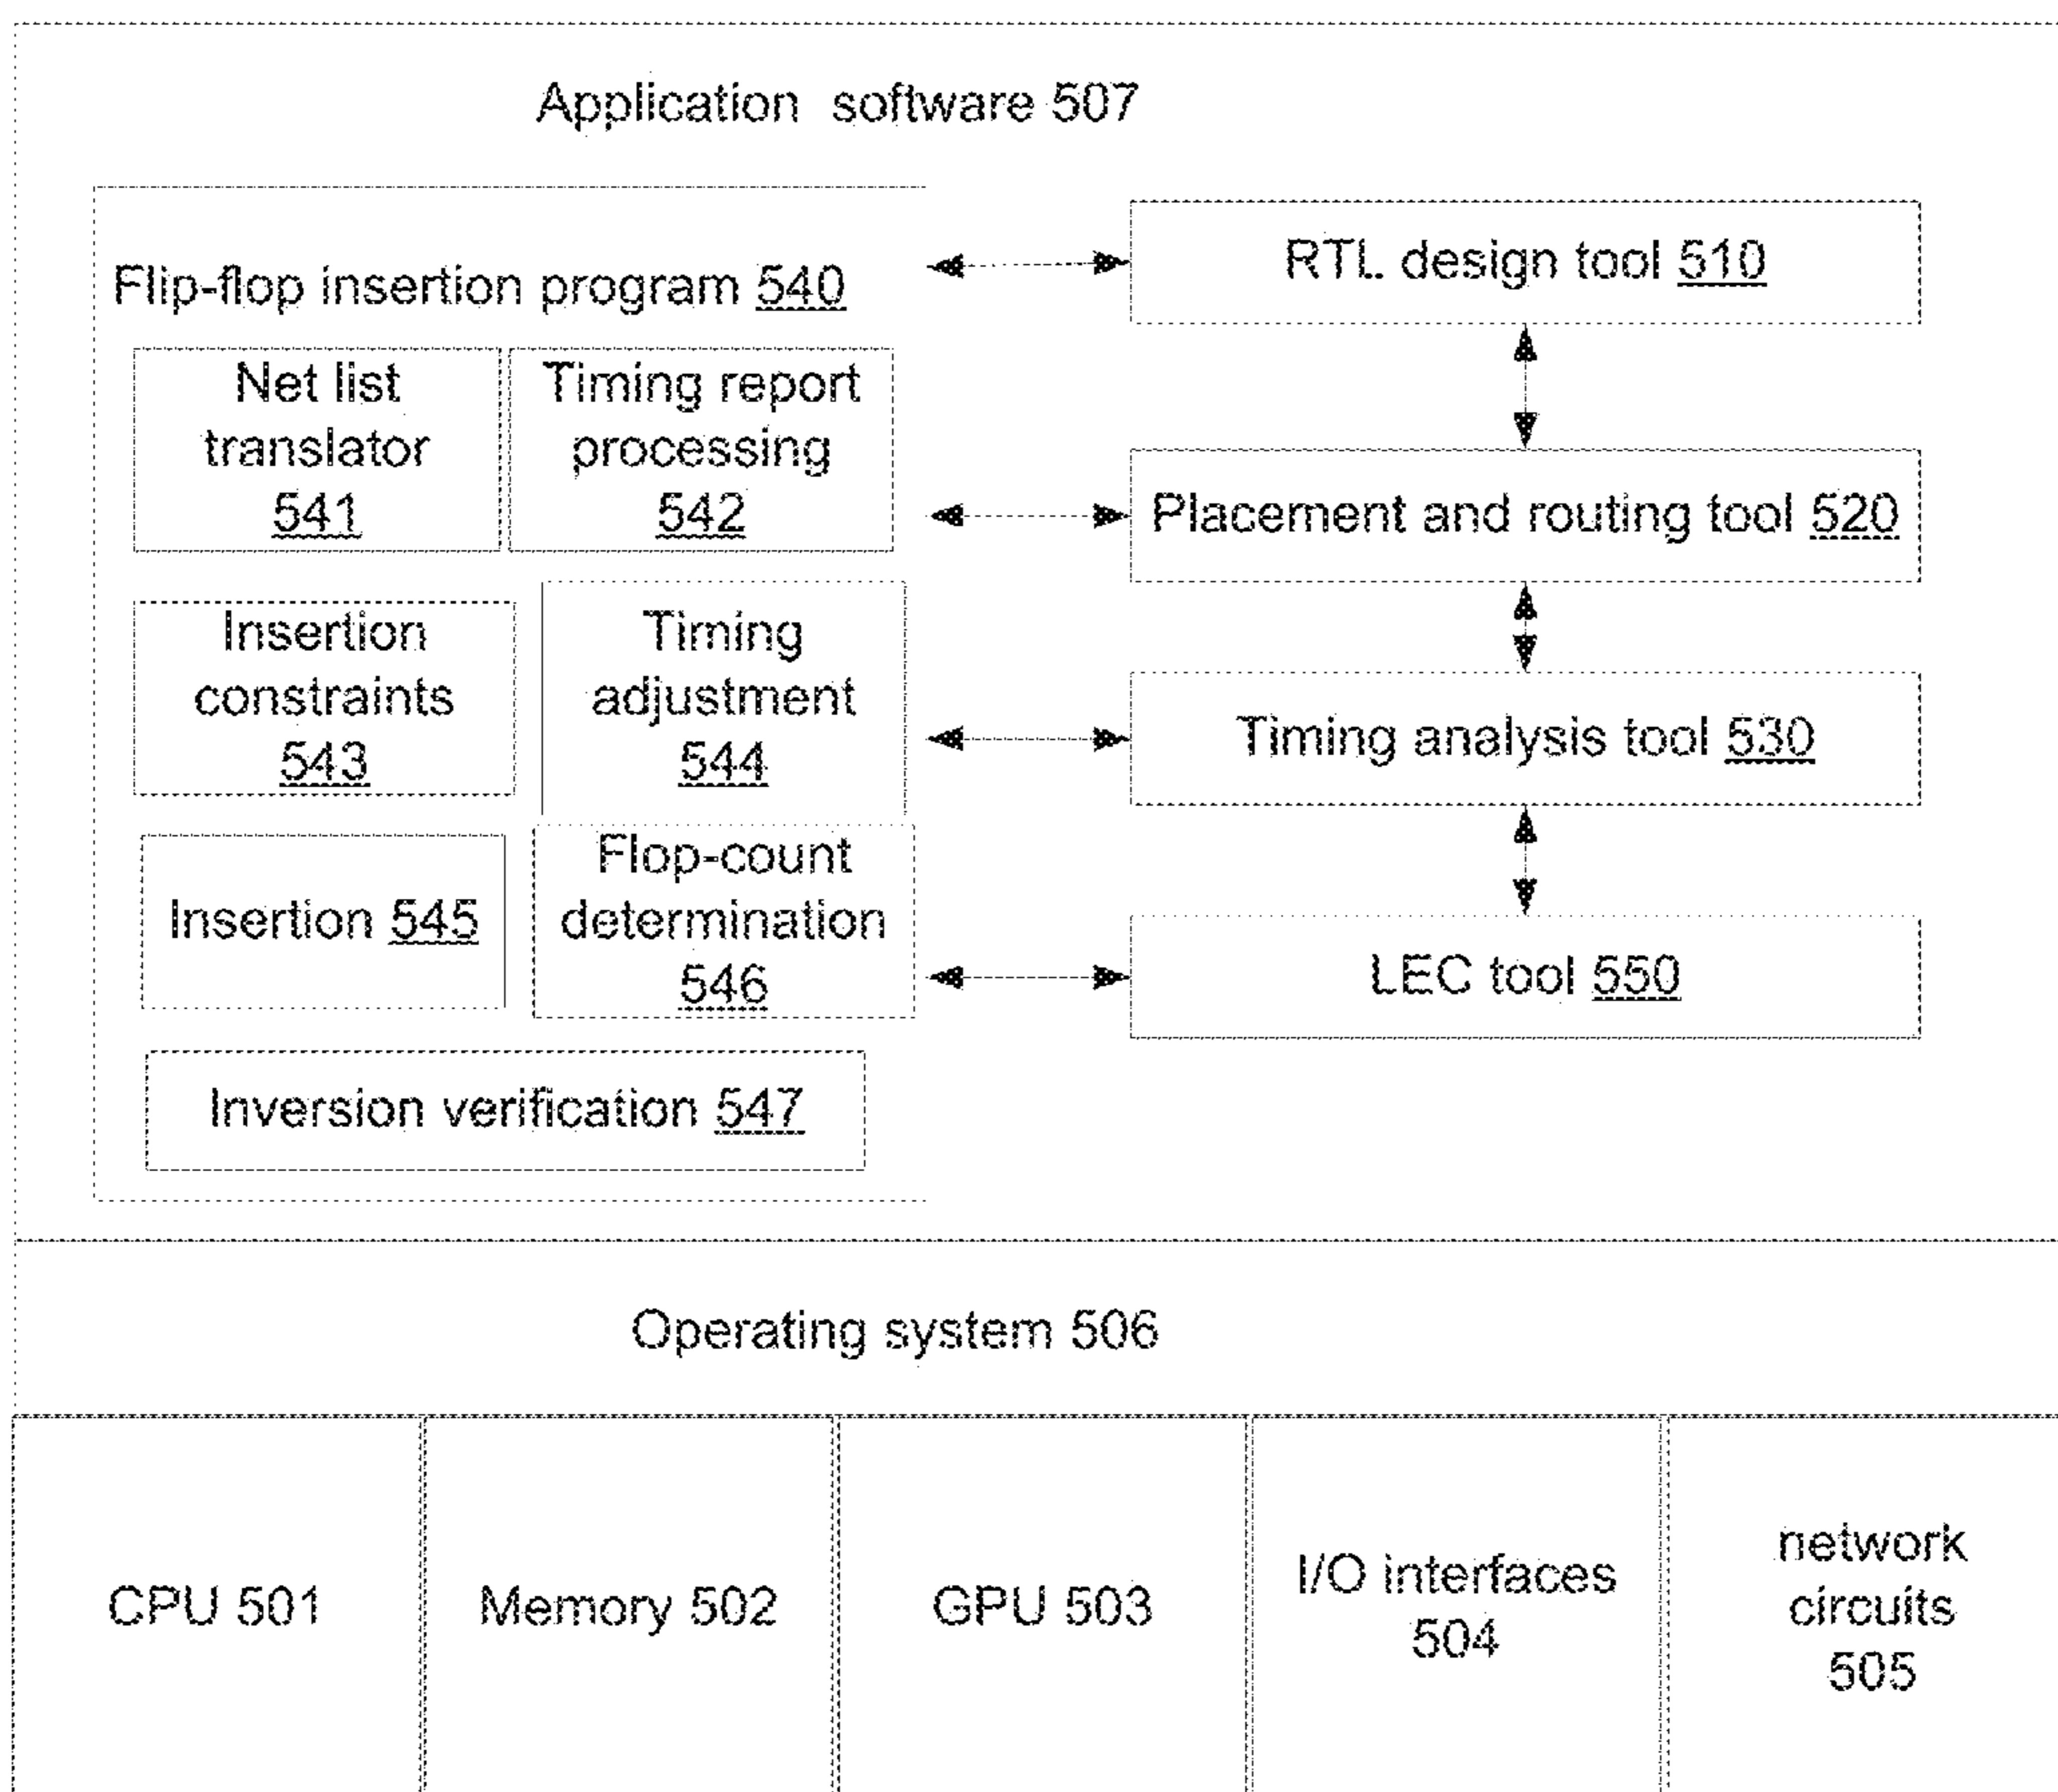 Application software 507
Flip-flop insertion program 540
RTL design tool 510
Net list
translator
541
Timing report
processing
542
Placement and routing tool 520
Insertion
constraints
543
Timing
adjustment
544
Timing analysis tool 530
Insertion 545
Flop-count
determination
546
LEC tool 550
Inversion verification 547
Operating system 506
CPU 501
Memory 502
GPU 503
I/O interfaces
504
network
circuits
505